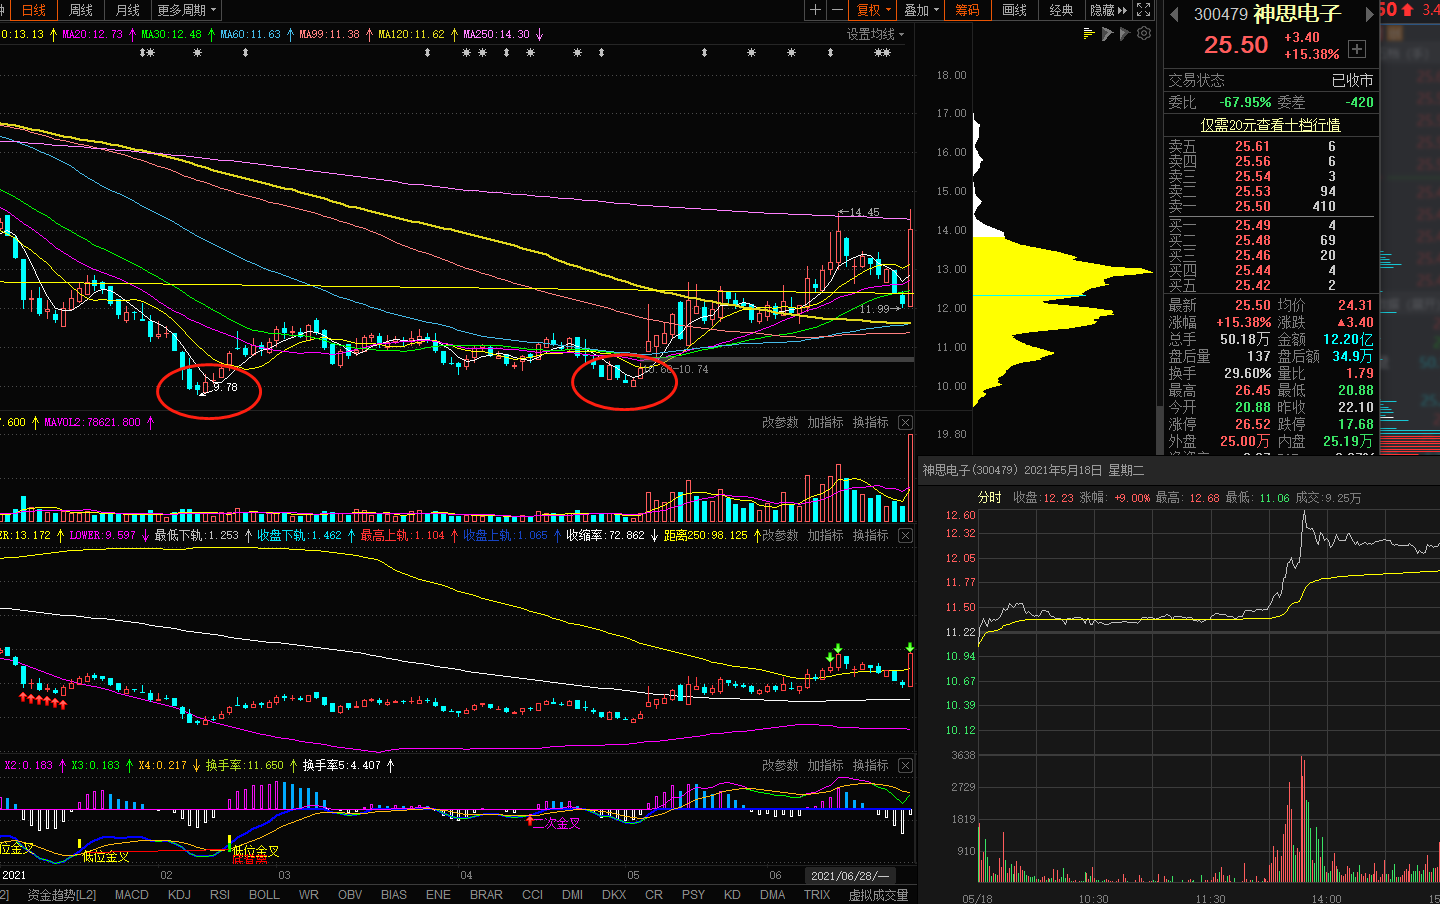 日线 周线 月线 更多周期 复权 叠加 筹码 画线 经典 隐藏
0:13.13 MA20:12.73 MA30:12.48 MA60:11.63 MA99:11.38 MA120:11.62 MA250:14.30 设置均线
18.00
17.00
16.00
15.00
14.00
13.00
12.00
11.00
10.00
19.80
14.45
11.99
10.60-10.74
9.78
.600 MAVOL2:78621.800 改参数 加指标 换指标
ER:13.172 LOWER:9.597 最低下轨:1.253 收盘下轨:1.462 最高上轨:1.104 收盘上轨:1.065 收缩率:72.862 距离250:98.125 改参数 加指标 换指标
X2:0.183 X3:0.183 X4:0.217 换手率:11.650 换手率5:4.407 改参数 加指标 换指标
位金叉 低位金叉 低位金叉 二次金叉
2021 02 03 04 05 06 2021/06/28/一
2] 资金趋势[L2] MACD KDJ RSI BOLL WR OBV BIAS ENE BRAR CCI DMI DKX CR PSY KD DMA TRIX 虚拟成交量
300479 神思电子
25.50 +3.40
+15.38%
交易状态 已收市
委比 -67.95% 委差 -420
仅需20元查看十档行情
卖五 25.61 6
卖四 25.56 6
卖三 25.54 3
卖二 25.53 94
卖一 25.50 410
买一 25.49 4
买二 25.48 69
买三 25.46 20
买四 25.44 4
买五 25.42 2
最新 25.50 均价 24.31
涨幅 +15.38% 涨跌 ▲3.40
总手 50.18万 金额 12.20亿
盘后量 137 盘后额 34.9万
换手 29.60% 量比 1.79
最高 26.45 最低 20.88
今开 20.88 昨收 22.10
涨停 26.52 跌停 17.68
外盘 25.00万 内盘 25.19万
神思电子(300479) 2021年5月18日 星期二
分时 收盘:12.23 涨幅:+9.00% 最高:12.68 最低:11.06 成交:9.25万
12.60
12.32
12.05
11.77
11.50
11.22
10.94
10.67
10.39
10.12
3638
2729
1819
910
05/18 10:30 11:30 14:00 15